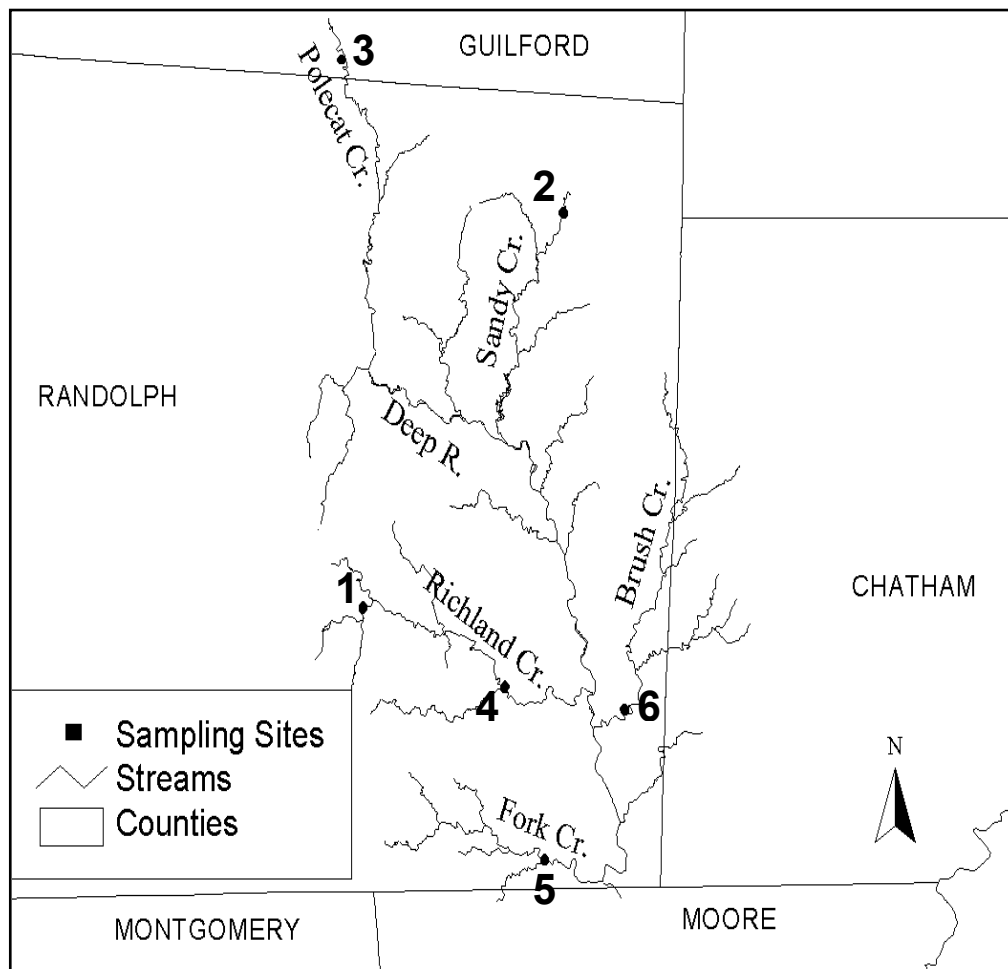 GUILFORD
3
Polecat Cr.
2
Sandy Cr.
RANDOLPH
Deep R.
Brush Cr.
CHATHAM
1
Richland Cr.
4
6
N
Sampling Sites
Streams
Counties
Fork Cr.
5
MONTGOMERY
MOORE